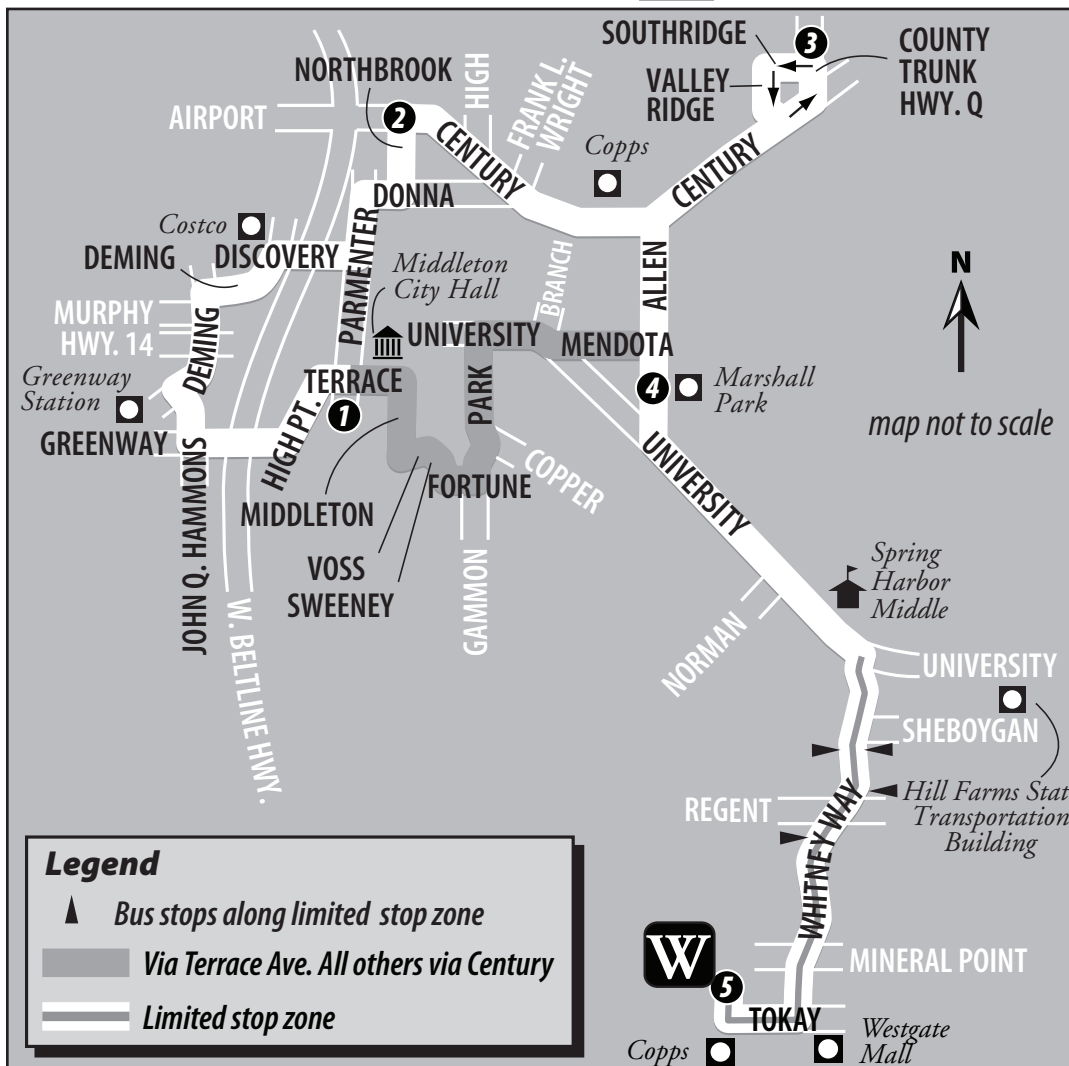 SOUTHRIDGE
3
COUNTY
TRUNK
HWY. Q
VALLEY
RIDGE
NORTHBROOK
HIGH
FRANK L.
WRIGHT
AIRPORT
2
CENTURY
Copps
CENTURY
DONNA
Costco
DEMING
DISCOVERY
PARMENTER
Middleton
City Hall
BRANCH
ALLEN
N
MURPHY
HWY. 14
DEMING
UNIVERSITY
MENDOTA
Greenway
Station
TERRACE
PARK
4
Marshall
Park
map not to scale
1
GREENWAY
HIGH PT.
COPPER
FORTUNE
UNIVERSITY
MIDDLETON
JOHN Q. HAMMONS
VOSS
SWEENEY
GAMMON
W. BELTLINE HWY.
NORMAN
Spring
Harbor
Middle
UNIVERSITY
SHEBOYGAN
REGENT
Hill Farms Stat
Transportation
Building
WHITNEY WAY
Legend
Bus stops along limited stop zone
Via Terrace Ave. All others via Century
Limited stop zone
W
5
MINERAL POINT
TOKAY
Copps
Westgate
Mall